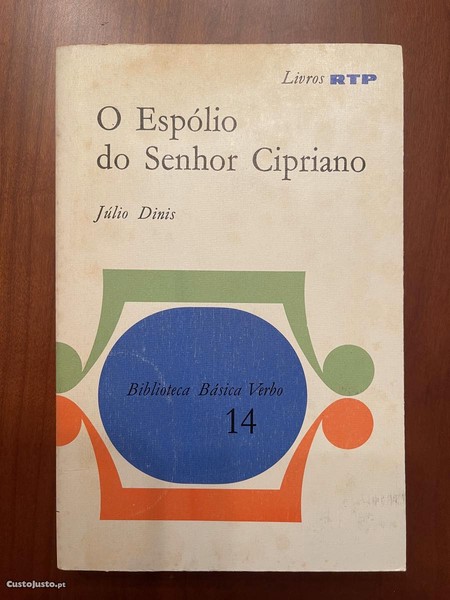 Livros RTP
O Espólio
do Senhor Cipriano
Júlio Dinis
Biblioteca Básica Verbo
14
CustoJusto.pt